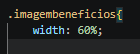 .imagembeneficios{
width: 60%;